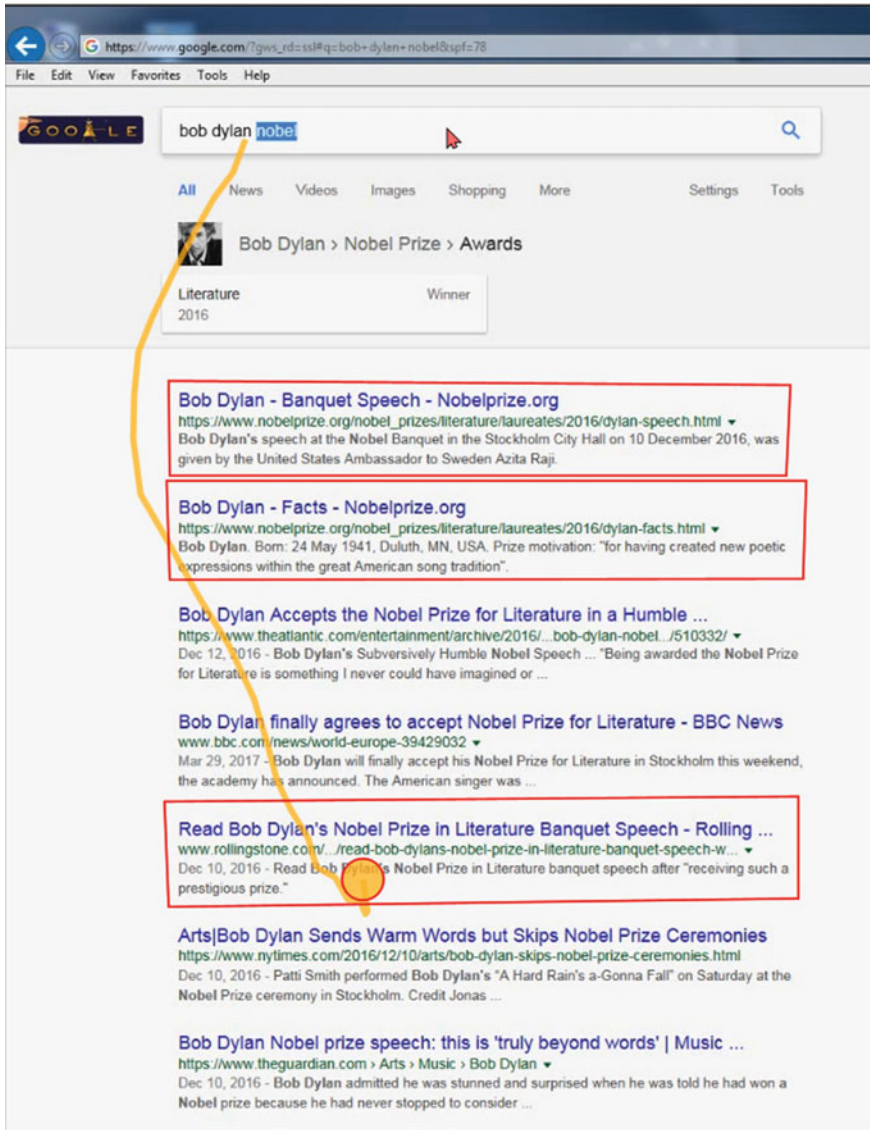 https://www.google.com/?gws_rd=ssl#q=bob+dylan+nobel&spf=78
File Edit View Favorites Tools Help
GOO LE
bob dylan nobel
All News Videos Images Shopping More Settings Tools
Bob Dylan › Nobel Prize › Awards
Literature Winner
2016
Bob Dylan - Banquet Speech - Nobelprize.org
https://www.nobelprize.org/nobel_prizes/literature/laureates/2016/dylan-speech.html
Bob Dylan's speech at the Nobel Banquet in the Stockholm City Hall on 10 December 2016, was
given by the United States Ambassador to Sweden Azita Raji.
Bob Dylan - Facts - Nobelprize.org
https://www.nobelprize.org/nobel_prizes/literature/laureates/2016/dylan-facts.html
Bob Dylan. Born: 24 May 1941, Duluth, MN, USA. Prize motivation: "for having created new poetic
expressions within the great American song tradition".
Bob Dylan Accepts the Nobel Prize for Literature in a Humble ...
https://www.theatlantic.com/entertainment/archive/2016/...bob-dylan-nobel.../510332/
Dec 12, 2016 - Bob Dylan's Subversively Humble Nobel Speech ... "Being awarded the Nobel Prize
for Literature is something I never could have imagined or ...
Bob Dylan finally agrees to accept Nobel Prize for Literature - BBC News
www.bbc.com/news/world-europe-39429032
Mar 29, 2017 - Bob Dylan will finally accept his Nobel Prize for Literature in Stockholm this weekend,
the academy has announced. The American singer was ...
Read Bob Dylan's Nobel Prize in Literature Banquet Speech - Rolling ...
www.rollingstone.com/.../read-bob-dylans-nobel-prize-in-literature-banquet-speech-w...
Dec 10, 2016 - Read Bob Dylan's Nobel Prize in Literature banquet speech after "receiving such a
prestigious prize."
Arts|Bob Dylan Sends Warm Words but Skips Nobel Prize Ceremonies
https://www.nytimes.com/2016/12/10/arts/bob-dylan-skips-nobel-prize-ceremonies.html
Dec 10, 2016 - Patti Smith performed Bob Dylan's "A Hard Rain's a-Gonna Fall" on Saturday at the
Nobel Prize ceremony in Stockholm. Credit Jonas ...
Bob Dylan Nobel prize speech: this is 'truly beyond words' | Music ...
https://www.theguardian.com › Arts › Music › Bob Dylan
Dec 10, 2016 - Bob Dylan admitted he was stunned and surprised when he was told he had won a
Nobel prize because he had never stopped to consider ...